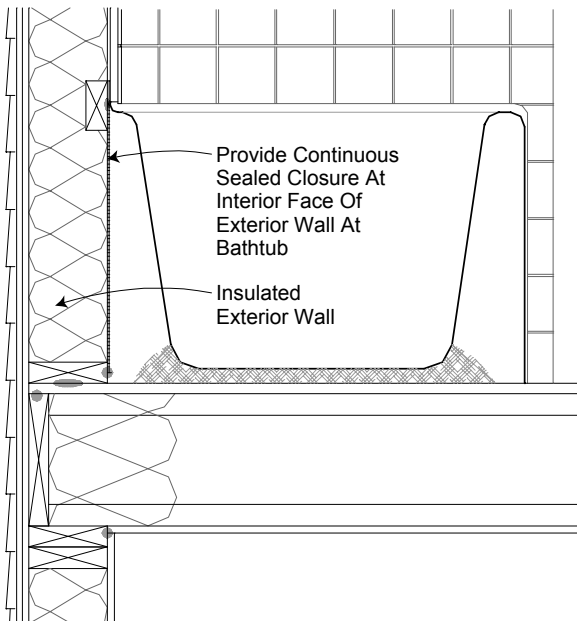 Provide Continuous
Sealed Closure At
Interior Face Of
Exterior Wall At
Bathtub
Insulated
Exterior Wall